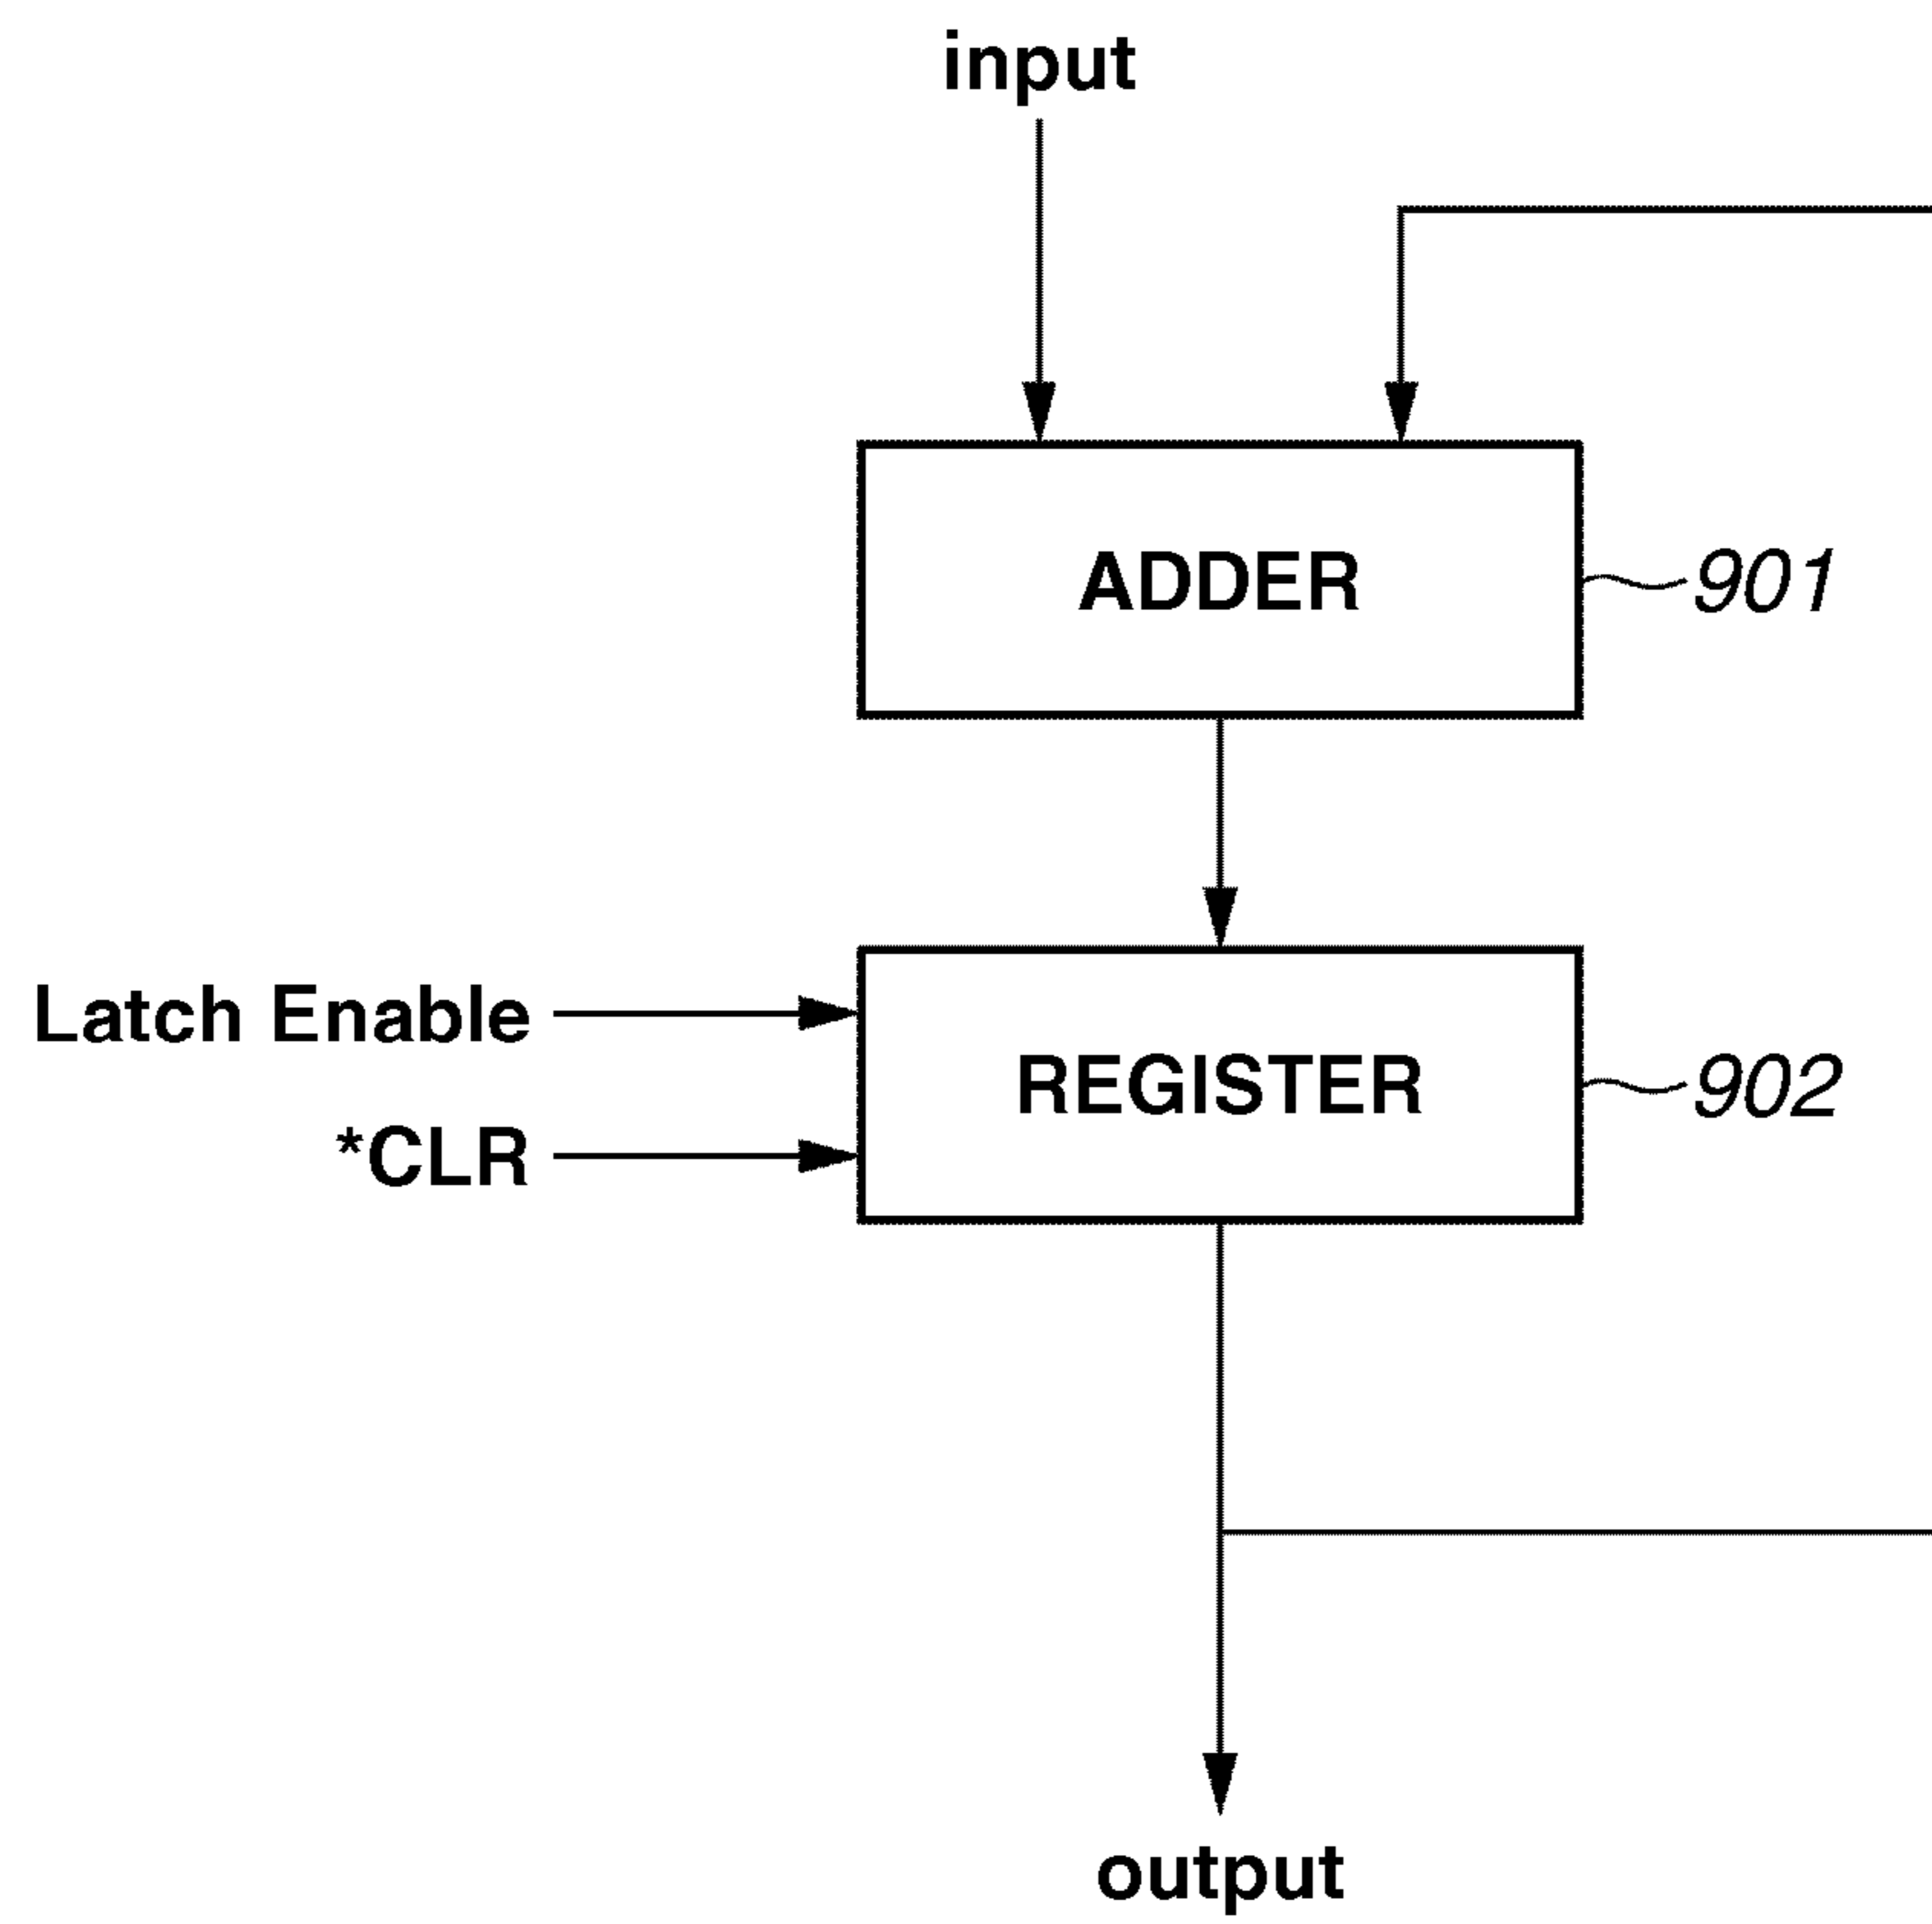 input
ADDER
901
Latch Enable
REGISTER
902
*CLR
output